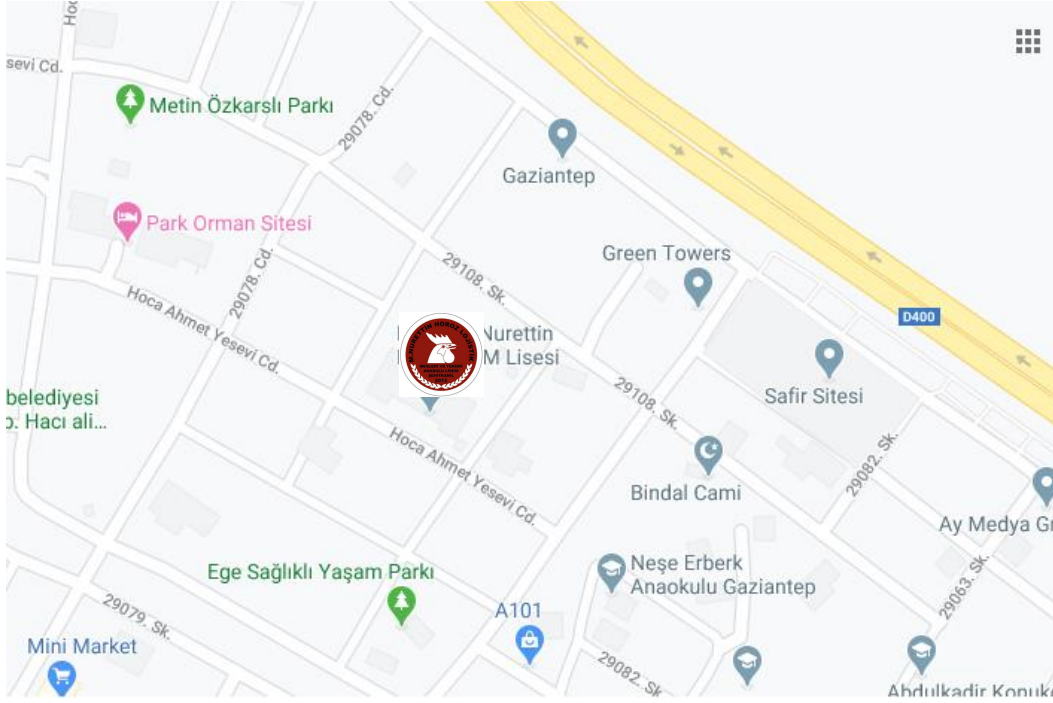 sevi Cd.
Metin Özkarslı Parkı
29078. Cd.
Gaziantep
Park Orman Sitesi
29078. Cd.
Green Towers
29108. Sk.
Hoca Ahmet Yesevi Cd.
D400
Nurettin
M Lisesi
29108. Sk.
Safir Sitesi
belediyesi
Hacı ali...
Hoca Ahmet Yesevi Cd.
29082. Sk.
Bindal Cami
Ay Medya
Neşe Erberk
Anaokulu Gaziantep
Ege Sağlıklı Yaşam Parkı
29063. Sk.
29079. Sk.
A101
Mini Market
29082. Sk
Abdulkadir Konuk